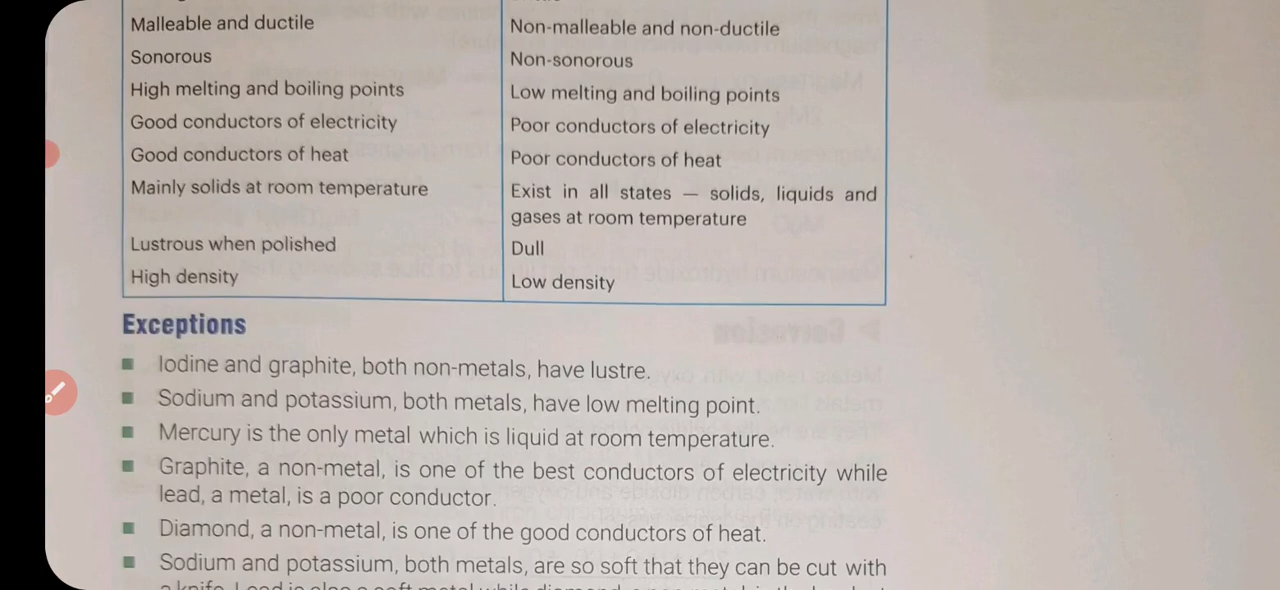 Malleable and ductile
Non-malleable and non-ductile
Sonorous
Non-sonorous
High melting and boiling points
Low melting and boiling points
Good conductors of electricity
Poor conductors of electricity
Good conductors of heat
Poor conductors of heat
Mainly solids at room temperature
Exist in all states — solids, liquids and
gases at room temperature
Lustrous when polished
Dull
High density
Low density
Exceptions
Iodine and graphite, both non-metals, have lustre.
Sodium and potassium, both metals, have low melting point.
Mercury is the only metal which is liquid at room temperature.
Graphite, a non-metal, is one of the best conductors of electricity while
lead, a metal, is a poor conductor.
Diamond, a non-metal, is one of the good conductors of heat.
Sodium and potassium, both metals, are so soft that they can be cut with